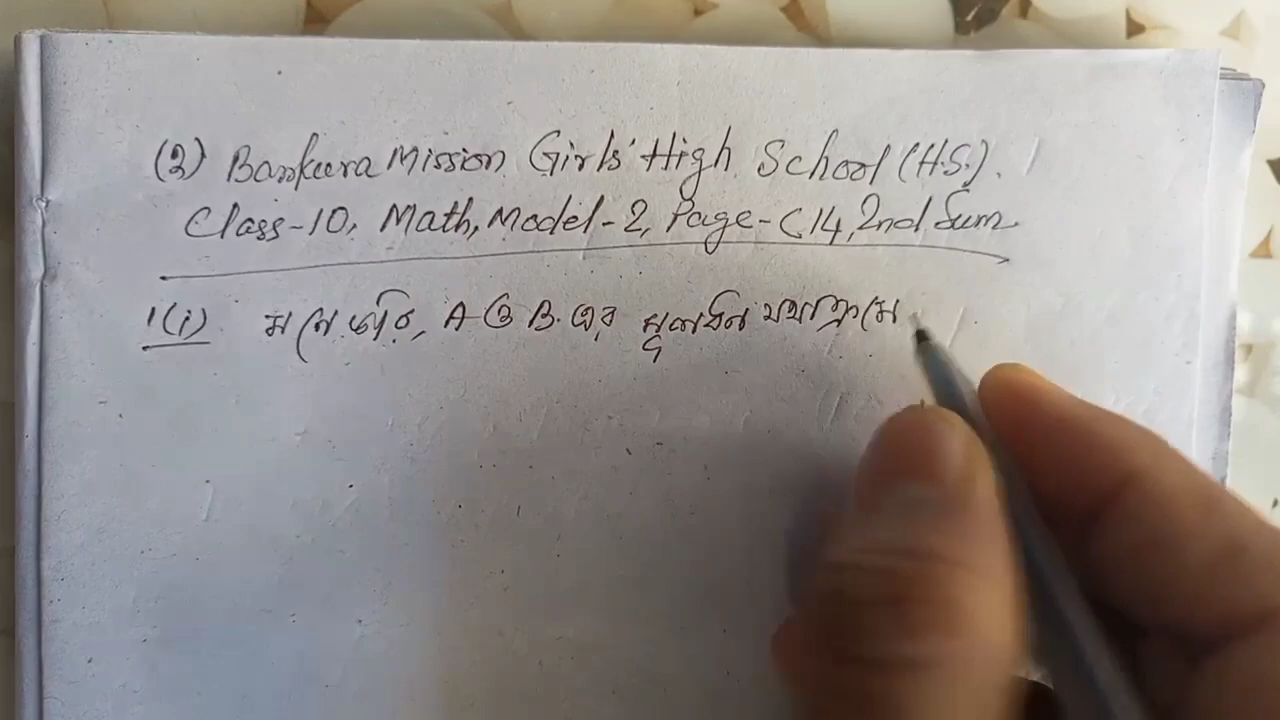 (2) Bankura Mission Girls' High School (H.S.).
Class-10, Math, Model-2, Page-614, 2nd Sum
1(i) মনে করি, A ও B. এর মূলধন যথাক্রমে